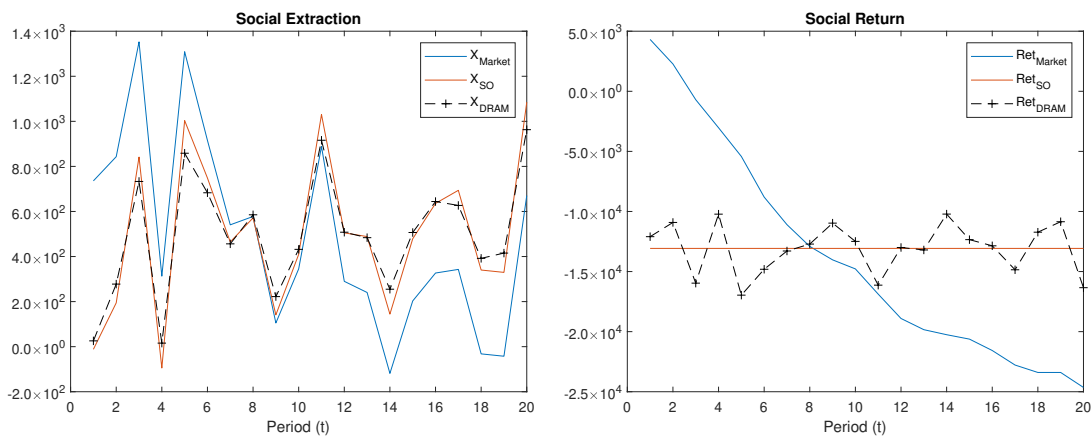 Social Extraction
1.4×10³
1.2×10³
1.0×10³
8.0×10²
6.0×10²
4.0×10²
2.0×10²
0.0×10⁰
-2.0×10²
0 2 4 6 8 10 12 14 16 18 20
Period (t)
X_Market
X_SO
X_DRAM
Social Return
5.0×10³
0.0×10⁰
-5.0×10³
-1.0×10⁴
-1.5×10⁴
-2.0×10⁴
-2.5×10⁴
0 2 4 6 8 10 12 14 16 18 20
Period (t)
Ret_Market
Ret_SO
Ret_DRAM